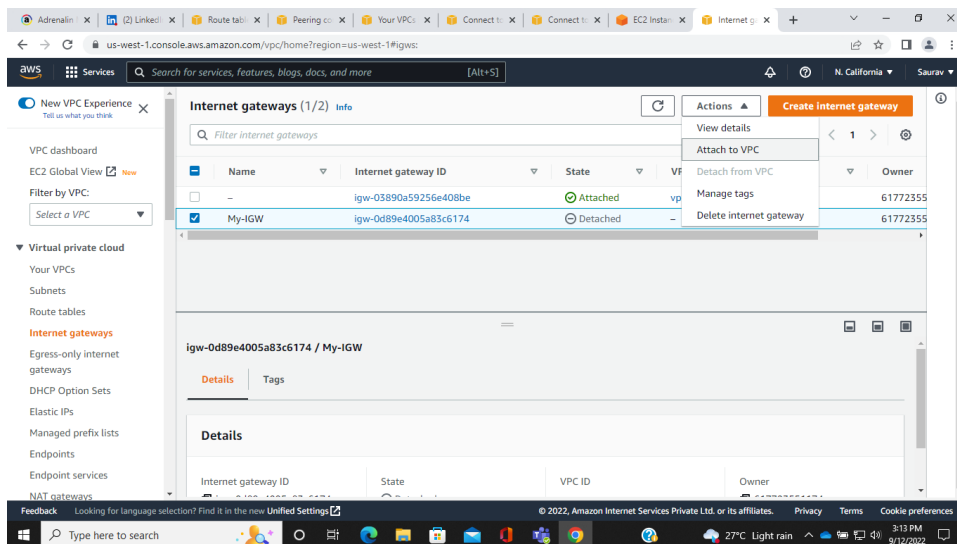 Adrenalin
(2) LinkedI
Route tabl
Peering co
Your VPCs
Connect to
Connect to
EC2 Instan
Internet g
us-west-1.console.aws.amazon.com/vpc/home?region=us-west-1#igws:
aws
Services
Search for services, features, blogs, docs, and more
[Alt+S]
N. California
Saurav
New VPC Experience
Tell us what you think
VPC dashboard
EC2 Global View
New
Filter by VPC:
Select a VPC
Virtual private cloud
Your VPCs
Subnets
Route tables
Internet gateways
Egress-only internet
gateways
DHCP Option Sets
Elastic IPs
Managed prefix lists
Endpoints
Endpoint services
NAT gateways
Internet gateways (1/2) Info
Actions
Create internet gateway
Filter internet gateways
1
View details
Attach to VPC
Detach from VPC
Manage tags
Delete internet gateway
Name
Internet gateway ID
State
Owner
–
igw-03890a59256e408be
Attached
61772355
My-IGW
igw-0d89e4005a83c6174
Detached
–
61772355
igw-0d89e4005a83c6174 / My-IGW
Details
Tags
Details
Internet gateway ID
State
VPC ID
Owner
Feedback
Looking for language selection? Find it in the new Unified Settings
© 2022, Amazon Internet Services Private Ltd. or its affiliates.
Privacy
Terms
Cookie preferences
Type here to search
27°C Light rain
3:13 PM
9/12/2022